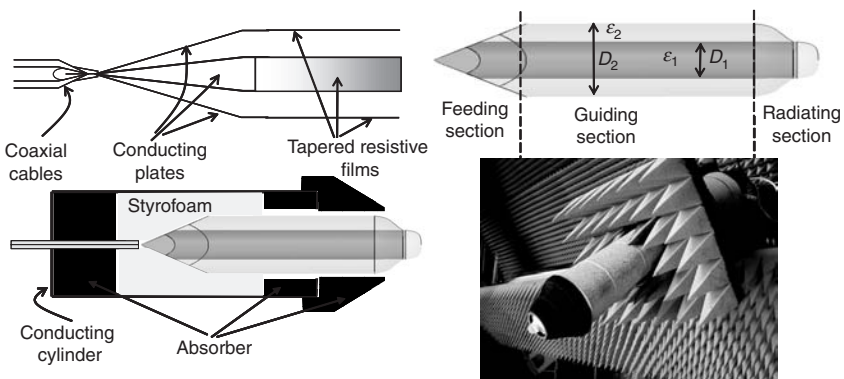 Coaxial
cables
Conducting
plates
Tapered resistive
films
ε₂
D₂
ε₁
D₁
Feeding
section
Guiding
section
Radiating
section
Styrofoam
Conducting
cylinder
Absorber